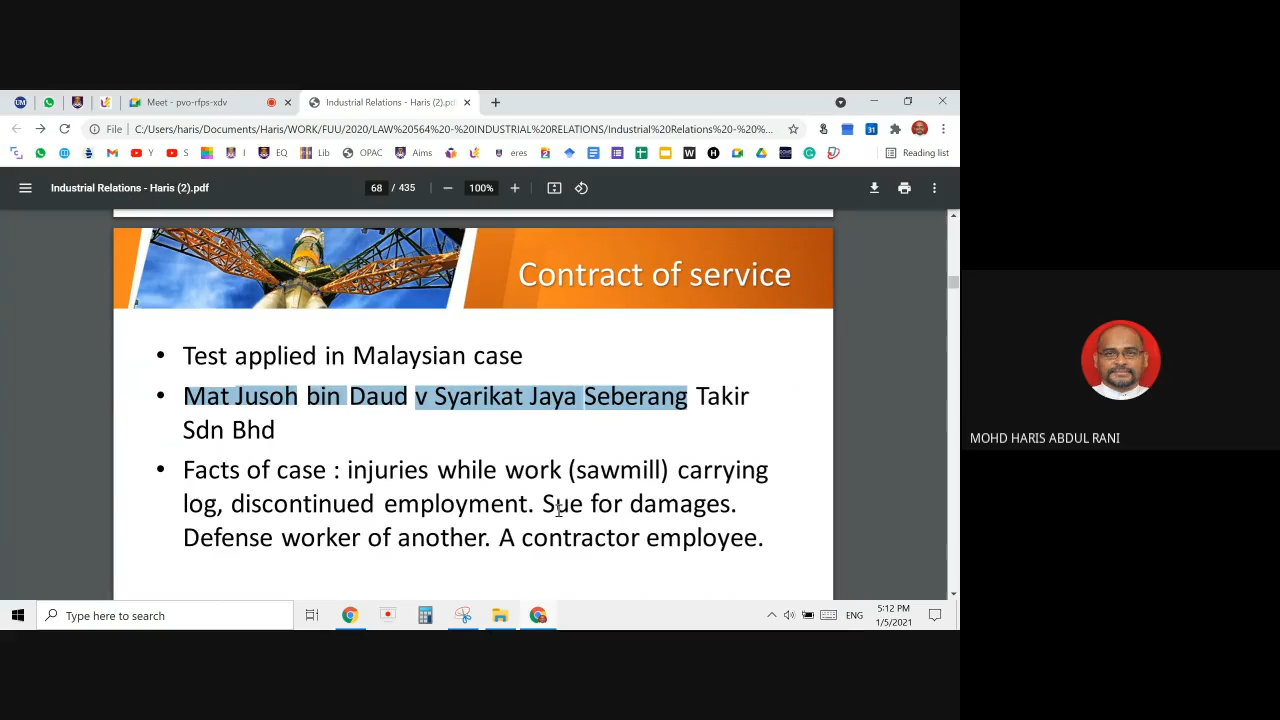 Meet - pvo-rfps-xdv
Industrial Relations - Haris (2).pd
File
C:/Users/haris/Documents/Haris/WORK/FUU/2020/LAW%20564%20-%20INDUSTRIAL%20RELATIONS/Industrial%20Relations%20-%20%...
Y
S
I
EQ
Lib
OPAC
Aims
eres
Reading list
Industrial Relations - Haris (2).pdf
68 / 435
100%
Contract of service
• Test applied in Malaysian case
• Mat Jusoh bin Daud v Syarikat Jaya Seberang Takir
Sdn Bhd
• Facts of case : injuries while work (sawmill) carrying
log, discontinued employment. Sue for damages.
Defense worker of another. A contractor employee.
MOHD HARIS ABDUL RANI
Type here to search
ENG
5:12 PM
1/5/2021